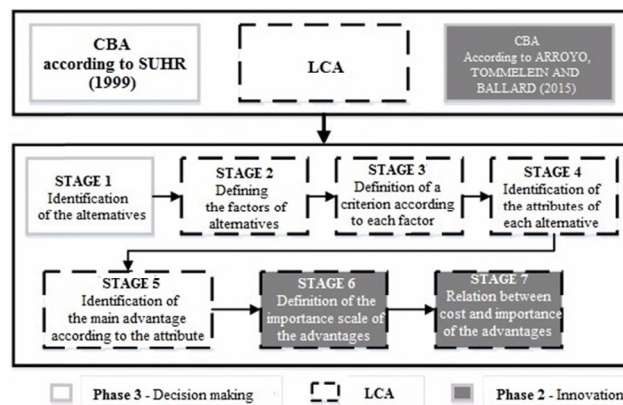 CBA
according to SUHR
(1999)
LCA
CBA
According to ARROYO,
TOMMELEIN AND
BALLARD (2015)
STAGE 1
Identification
of the alternatives
STAGE 2
Defining
the factors of
alternatives
STAGE 3
Definition of a
criterion according
to each factor
STAGE 4
Identification of
the attributes of
each alternative
STAGE 5
Identification of
the main advantage
according to the attribute
STAGE 6
Definition of the
importance scale of
the advantages
STAGE 7
Relation between
cost and importance
of the advantages
Phase 3 - Decision making
LCA
Phase 2 - Innovation